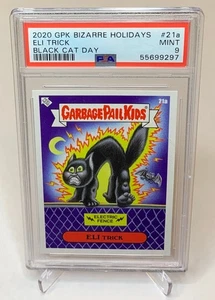 2020 GPK BIZARRE HOLIDAYS #21a
ELI TRICK MINT
BLACK CAT DAY 9
PSA 55699297
GARBAGE PAIL KIDS
21a
ELECTRIC
FENCE
ELI TRICK